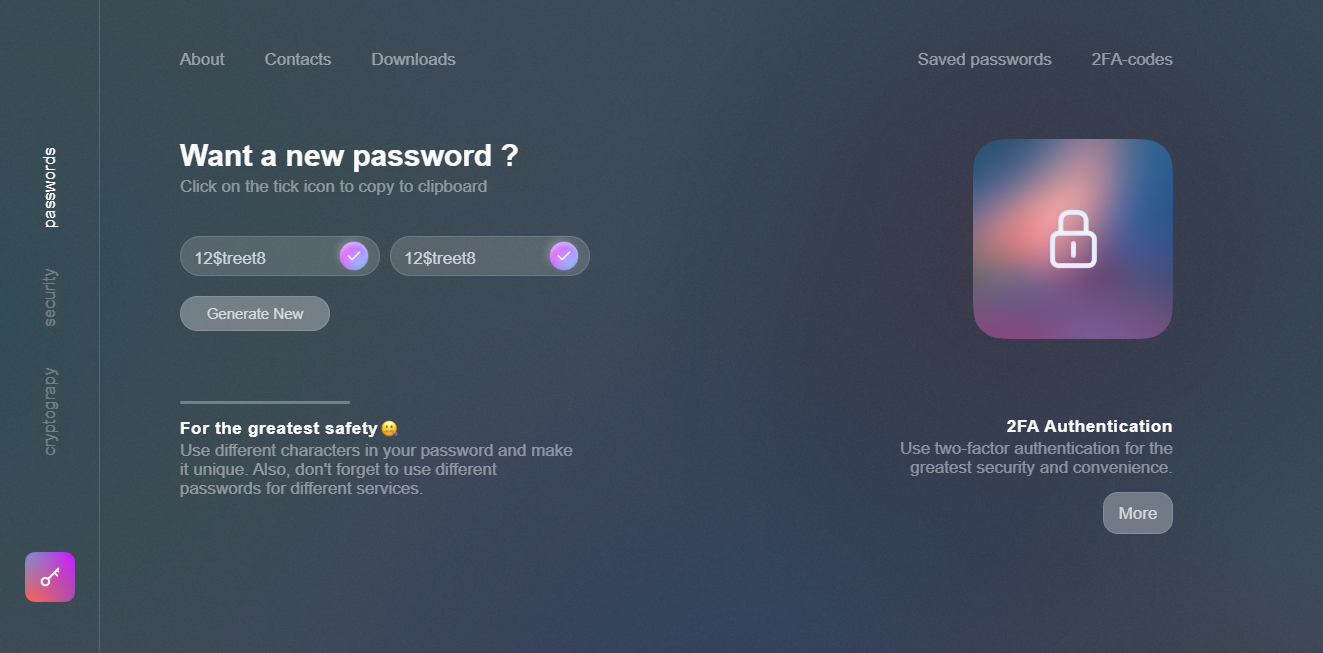 About Contacts Downloads Saved passwords 2FA-codes
passwords
security
cryptograpy
Want a new password ?
Click on the tick icon to copy to clipboard
12$treet8 12$treet8
Generate New
For the greatest safety🤐
Use different characters in your password and make
it unique. Also, don't forget to use different
passwords for different services.
2FA Authentication
Use two-factor authentication for the
greatest security and convenience.
More